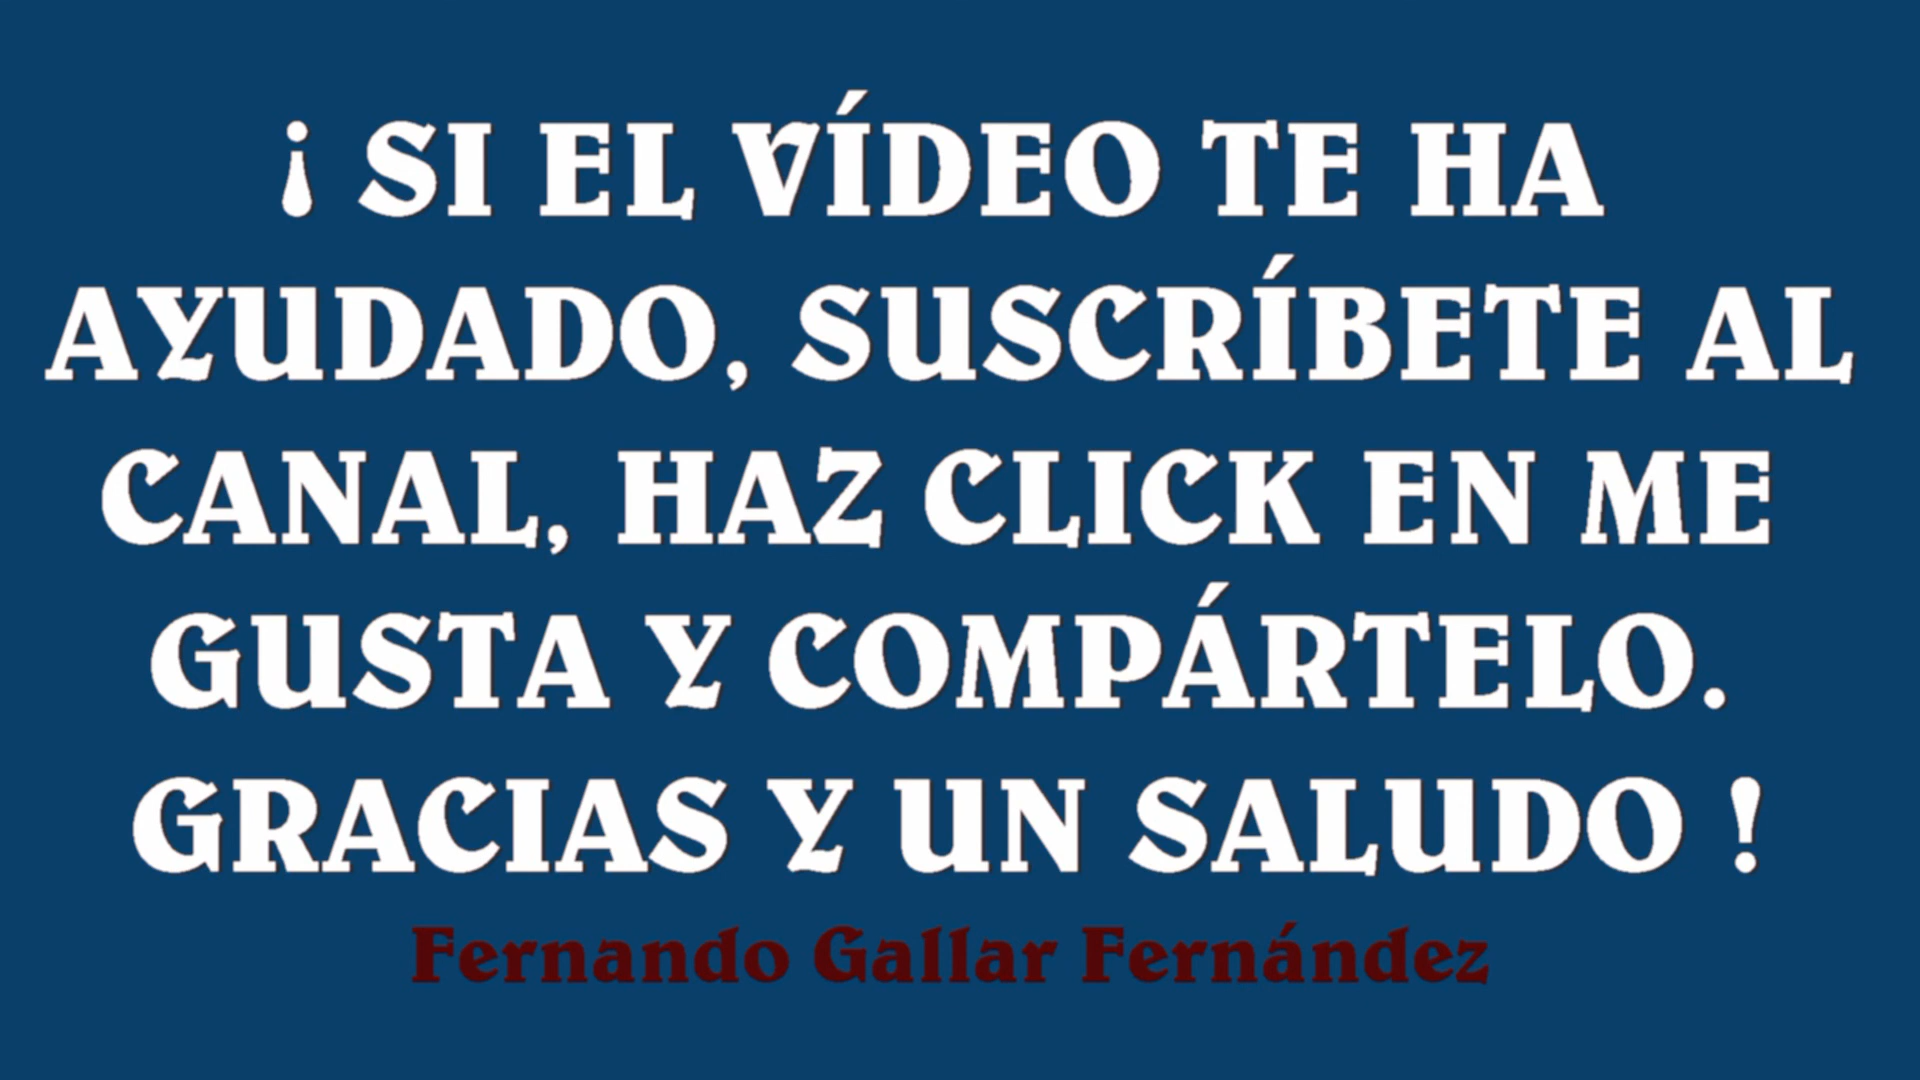 ¡ SI EL VÍDEO TE HA
AYUDADO, SUSCRÍBETE AL
CANAL, HAZ CLICK EN ME
GUSTA Y COMPÁRTELO.
GRACIAS Y UN SALUDO !
Fernando Gallar Fernández